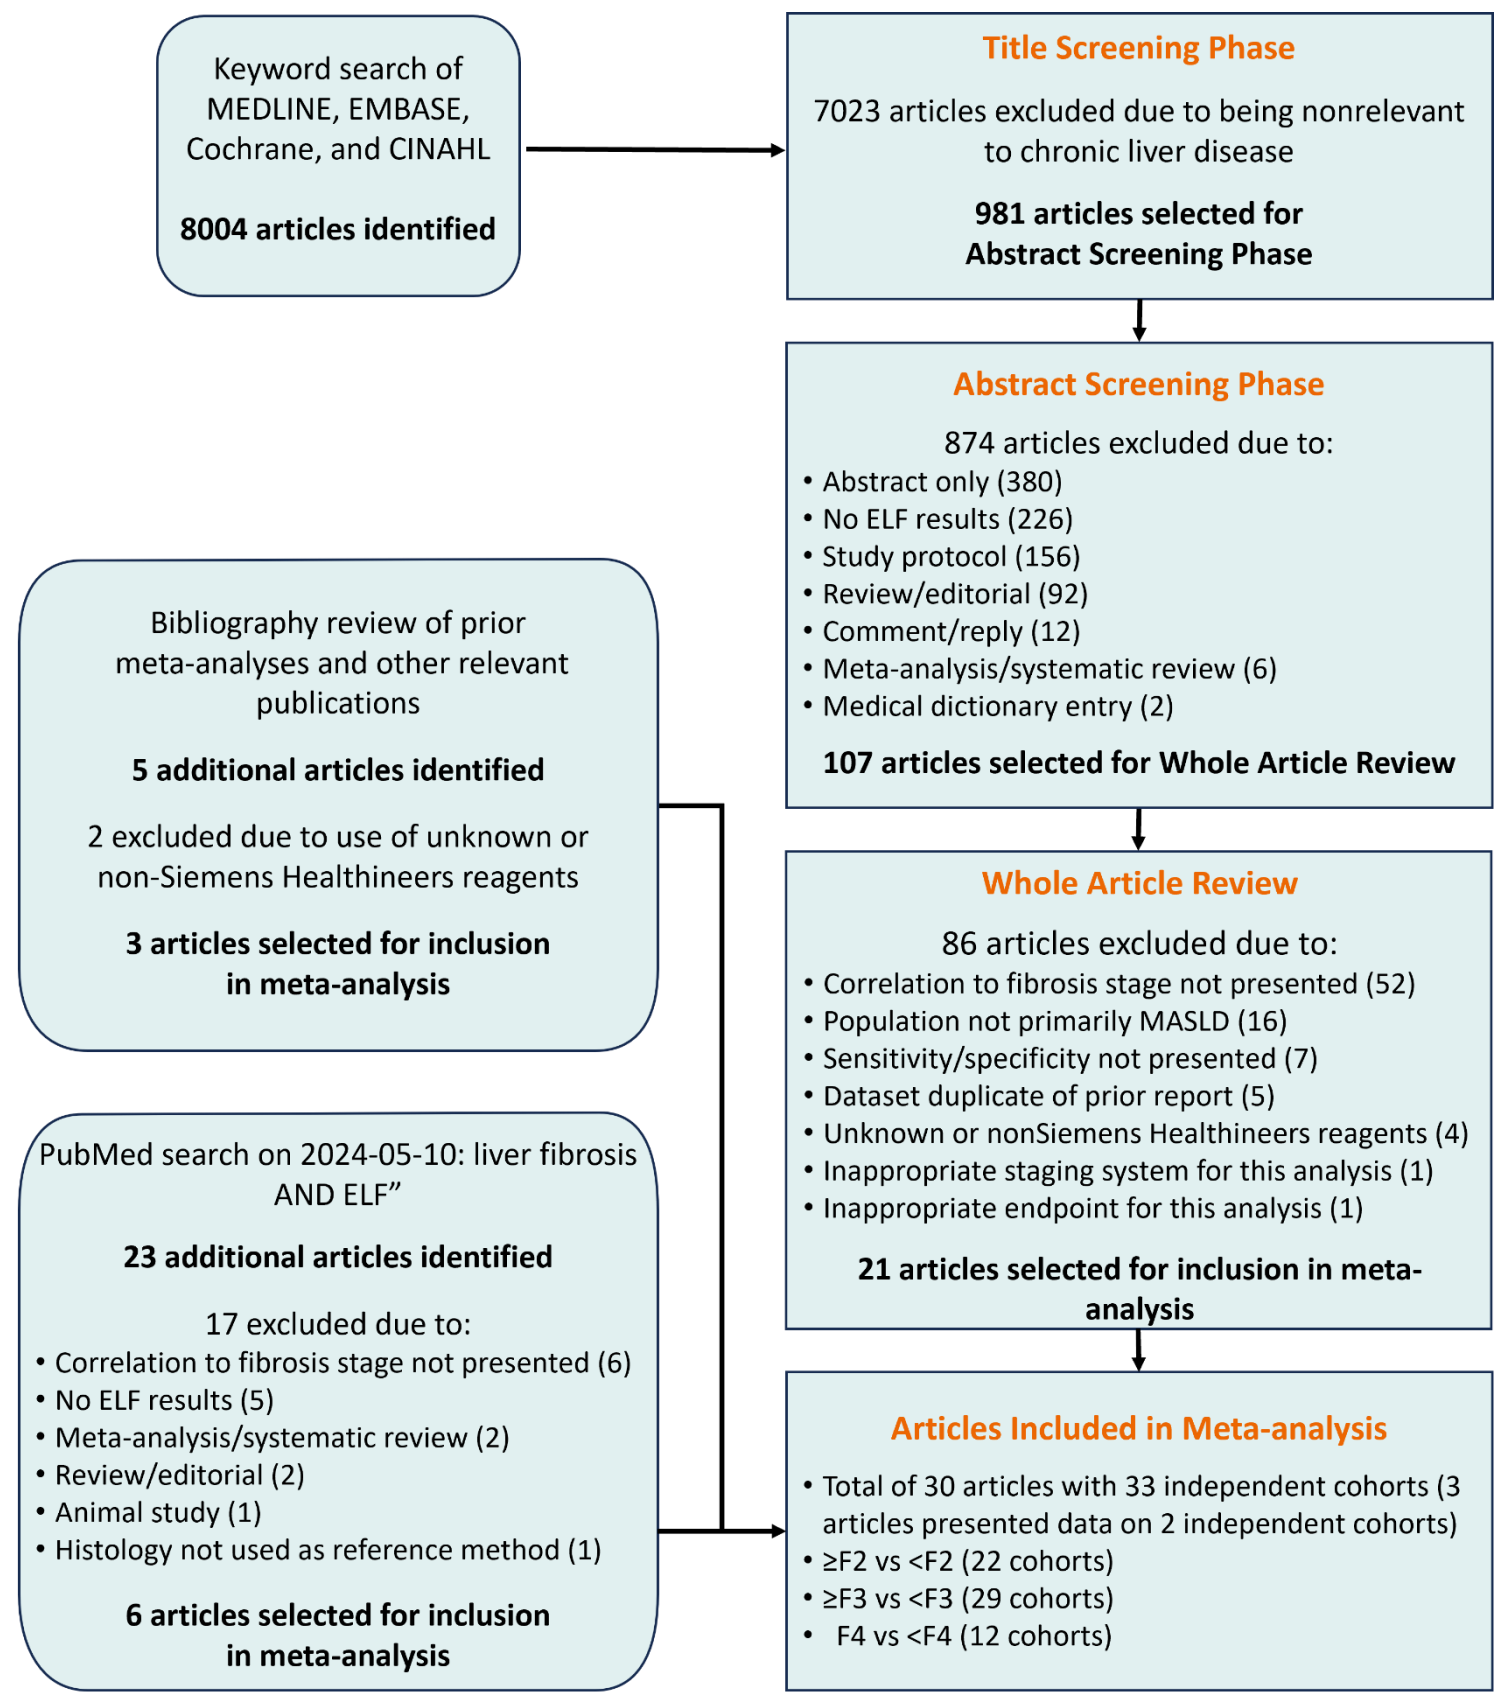 Keyword search of
MEDLINE, EMBASE,
Cochrane, and CINAHL
8004 articles identified
Title Screening Phase
7023 articles excluded due to being nonrelevant
to chronic liver disease
981 articles selected for
Abstract Screening Phase
Abstract Screening Phase
874 articles excluded due to:
• Abstract only (380)
• No ELF results (226)
• Study protocol (156)
• Review/editorial (92)
• Comment/reply (12)
• Meta-analysis/systematic review (6)
• Medical dictionary entry (2)
107 articles selected for Whole Article Review
Bibliography review of prior
meta-analyses and other relevant
publications
5 additional articles identified
2 excluded due to use of unknown or
non-Siemens Healthineers reagents
3 articles selected for inclusion
in meta-analysis
Whole Article Review
86 articles excluded due to:
• Correlation to fibrosis stage not presented (52)
• Population not primarily MASLD (16)
• Sensitivity/specificity not presented (7)
• Dataset duplicate of prior report (5)
• Unknown or nonSiemens Healthineers reagents (4)
• Inappropriate staging system for this analysis (1)
• Inappropriate endpoint for this analysis (1)
21 articles selected for inclusion in meta-
analysis
PubMed search on 2024-05-10: liver fibrosis
AND ELF”
23 additional articles identified
17 excluded due to:
• Correlation to fibrosis stage not presented (6)
• No ELF results (5)
• Meta-analysis/systematic review (2)
• Review/editorial (2)
• Animal study (1)
• Histology not used as reference method (1)
6 articles selected for inclusion
in meta-analysis
Articles Included in Meta-analysis
• Total of 30 articles with 33 independent cohorts (3
articles presented data on 2 independent cohorts)
• ≥F2 vs <F2 (22 cohorts)
• ≥F3 vs <F3 (29 cohorts)
• F4 vs <F4 (12 cohorts)